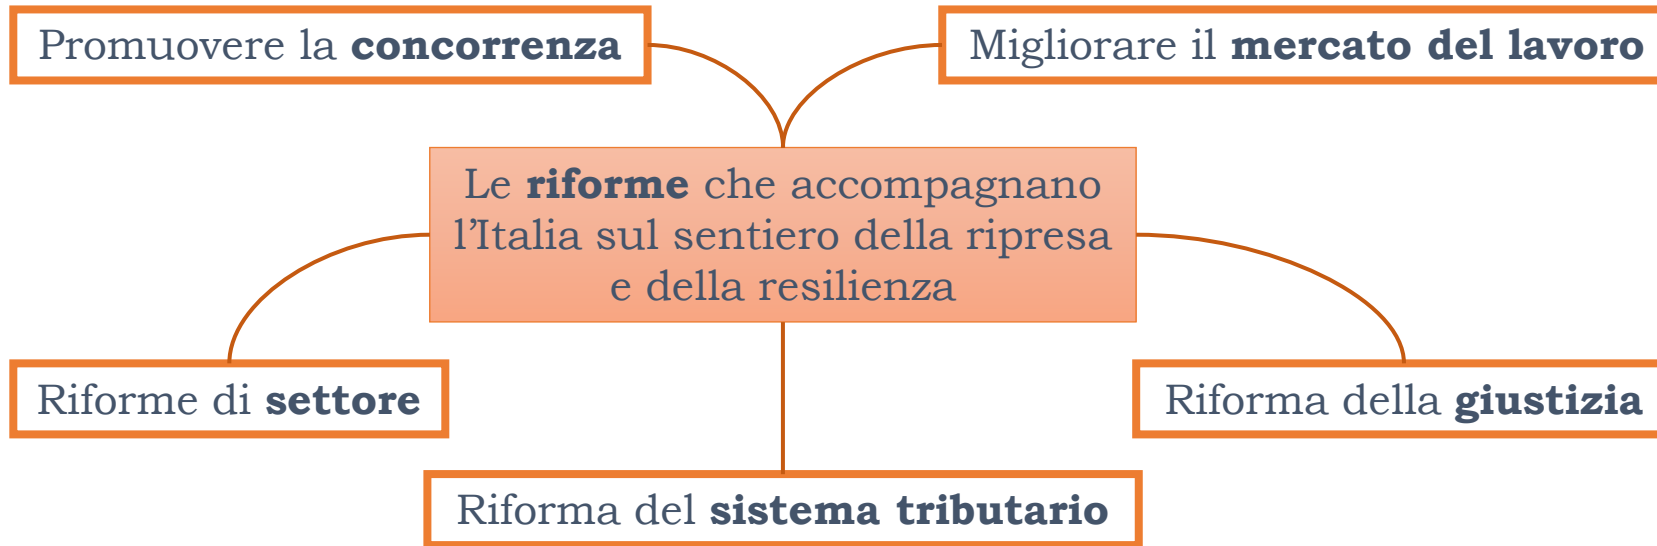 Promuovere la concorrenza
Migliorare il mercato del lavoro
Le riforme che accompagnano
l’Italia sul sentiero della ripresa
e della resilienza
Riforme di settore
Riforma della giustizia
Riforma del sistema tributario